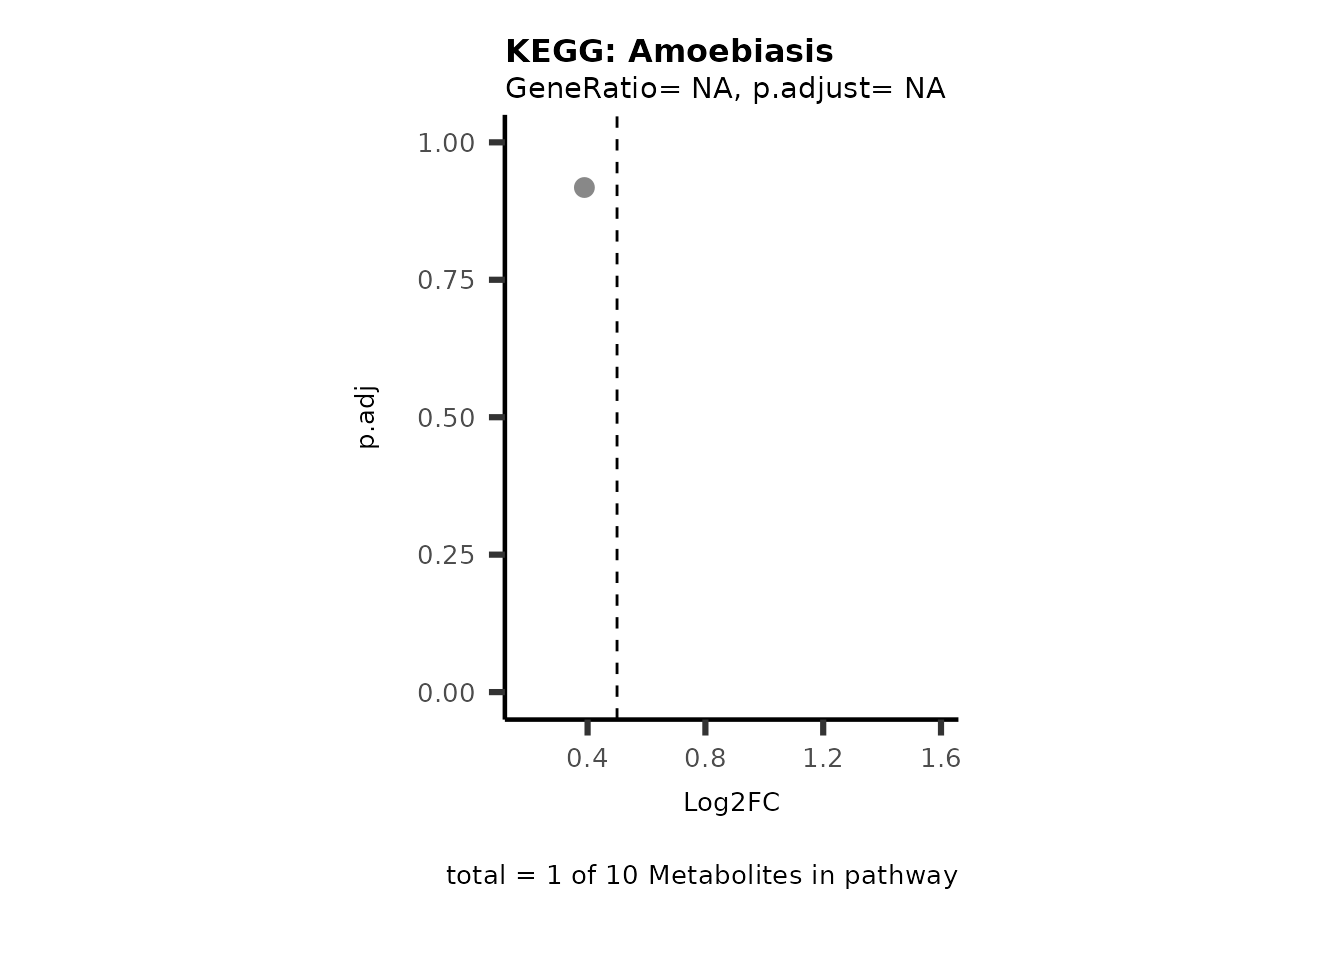 KEGG: Amoebiasis
GeneRatio= NA, p.adjust= NA
1.00
0.75
0.50
0.25
0.00
p.adj
0.4 0.8 1.2 1.6
Log2FC
total = 1 of 10 Metabolites in pathway